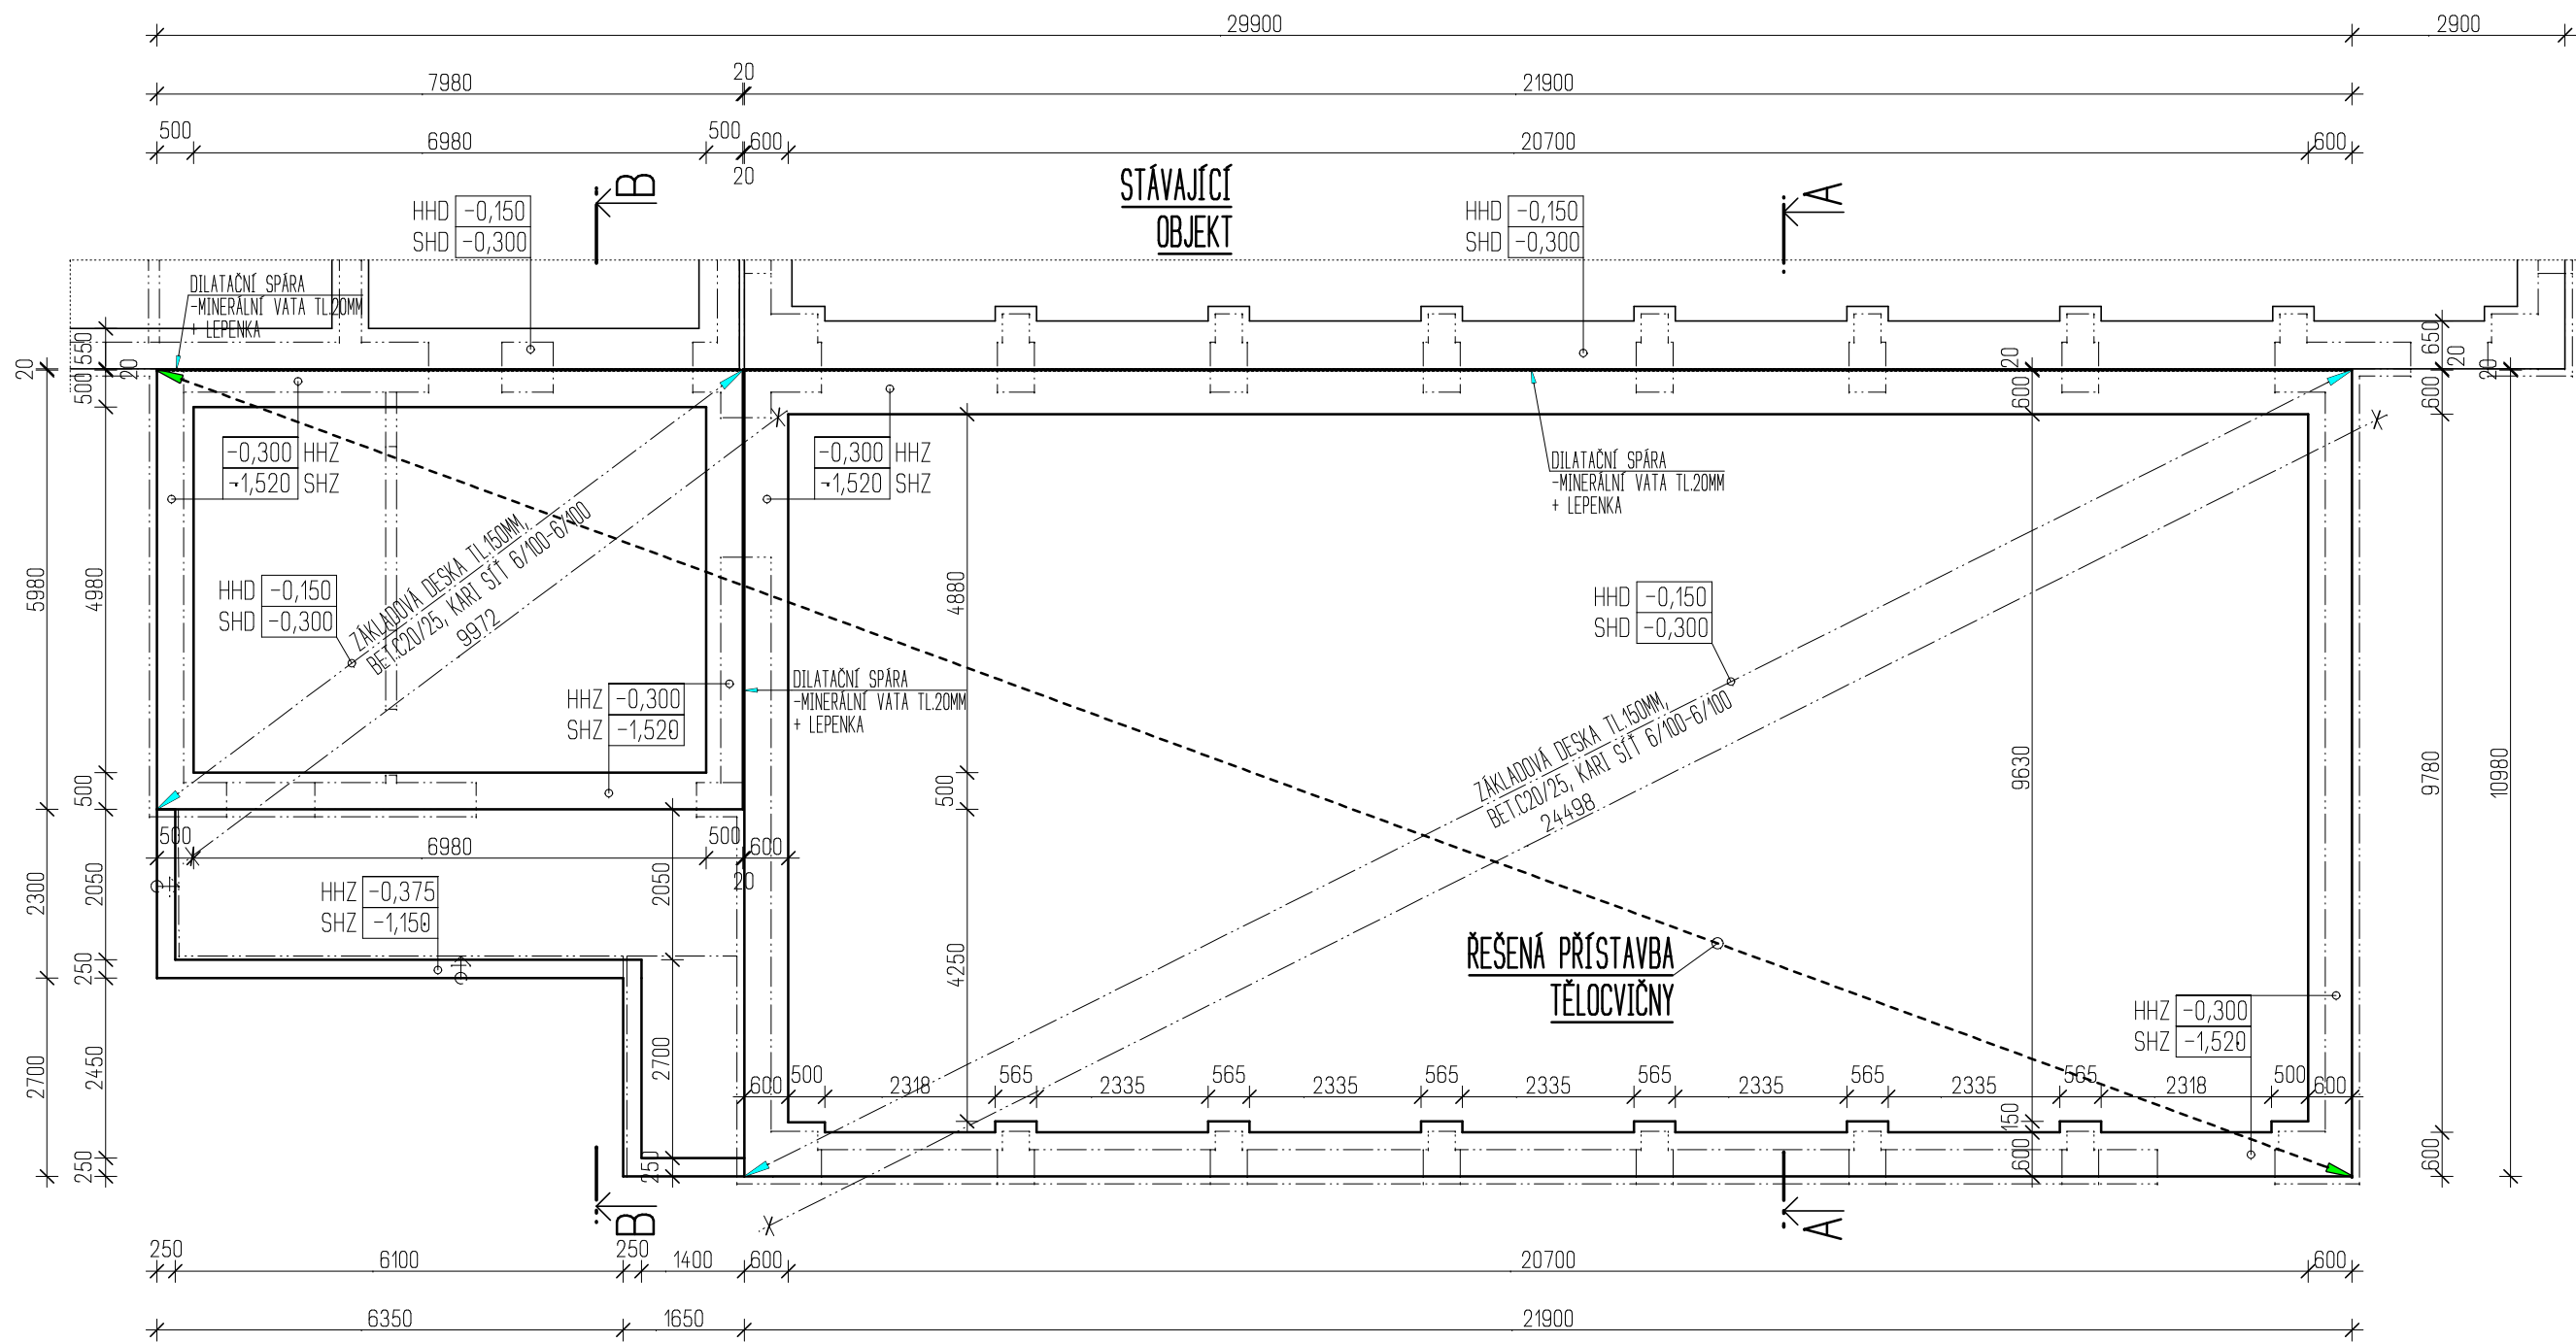 29900
2900
7980
20
21900
500
6980
500
600
20700
600
20
STÁVAJÍCÍ
OBJEKT
B
A
HHD -0,150
SHD -0,300
HHD -0,150
SHD -0,300
DILATAČNÍ SPÁRA
-MINERÁLNÍ VATA TL.20MM
+ LEPENKA
20
550
20
500
5980
4980
500
2300
2050
250
2700
2450
250
-0,300 HHZ
-1,520 SHZ
-0,300 HHZ
-1,520 SHZ
DILATAČNÍ SPÁRA
-MINERÁLNÍ VATA TL.20MM
+ LEPENKA
20
600
650
20
20
600
9630
9780
10980
150
600
600
ZÁKLADOVÁ DESKA TL.150MM,
BET.C20/25, KARI SÍŤ 6/100-6/100
9972
HHD -0,150
SHD -0,300
HHZ -0,300
SHZ -1,520
DILATAČNÍ SPÁRA
-MINERÁLNÍ VATA TL.20MM
+ LEPENKA
4880
500
4250
HHD -0,150
SHD -0,300
ZÁKLADOVÁ DESKA TL.150MM,
BET.C20/25, KARI SÍŤ 6/100-6/100
24498
500
6980
500
600
20
2050
2700
250
HHZ -0,375
SHZ -1,150
ŘEŠENÁ PŘÍSTAVBA
TĚLOCVIČNY
HHZ -0,300
SHZ -1,520
600
500
2318
565
2335
565
2335
565
2335
565
2335
565
2335
565
2318
500
600
B
A
250
6100
250
1400
600
20700
600
6350
1650
21900